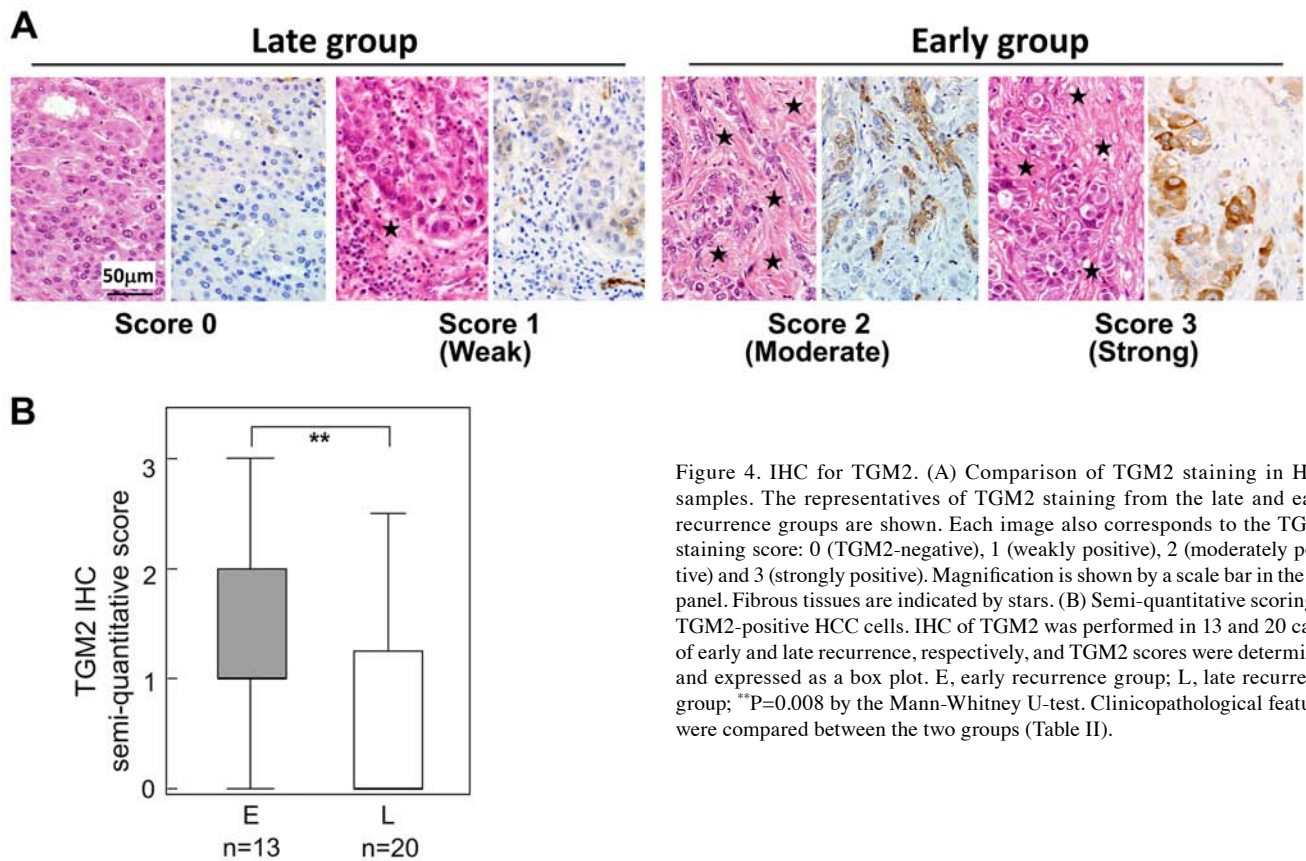 A
Late group
Early group
50μm
Score 0
Score 1
(Weak)
Score 2
(Moderate)
Score 3
(Strong)
B
TGM2 IHC
semi-quantitative score
3
2
1
0
**
E
L
n=13
n=20
Figure 4. IHC for TGM2. (A) Comparison of TGM2 staining in H
samples. The representatives of TGM2 staining from the late and ea
recurrence groups are shown. Each image also corresponds to the TG
staining score: 0 (TGM2-negative), 1 (weakly positive), 2 (moderately po
tive) and 3 (strongly positive). Magnification is shown by a scale bar in the
panel. Fibrous tissues are indicated by stars. (B) Semi-quantitative scoring
TGM2-positive HCC cells. IHC of TGM2 was performed in 13 and 20 ca
of early and late recurrence, respectively, and TGM2 scores were determi
and expressed as a box plot. E, early recurrence group; L, late recurre
group; **P=0.008 by the Mann-Whitney U-test. Clinicopathological featu
were compared between the two groups (Table II).